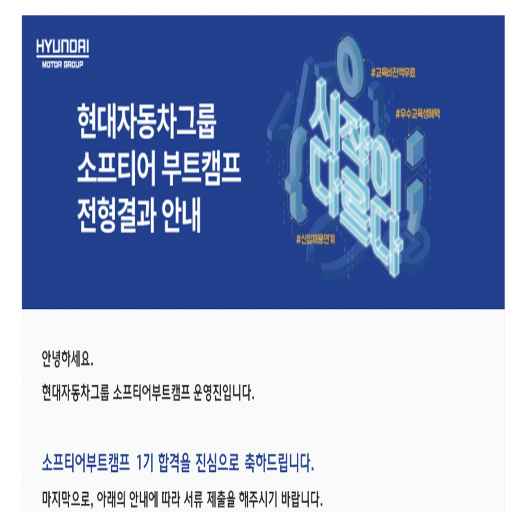 HYUNDAI
MOTOR GROUP
현대자동차그룹
소프티어 부트캠프
전형결과 안내
#교육비전액무료
#우수교육생혜택
시작이
다르다
#신입채용연계
안녕하세요.
현대자동차그룹 소프티어부트캠프 운영진입니다.
소프티어부트캠프 1기 합격을 진심으로 축하드립니다.
마지막으로, 아래의 안내에 따라 서류 제출을 해주시기 바랍니다.